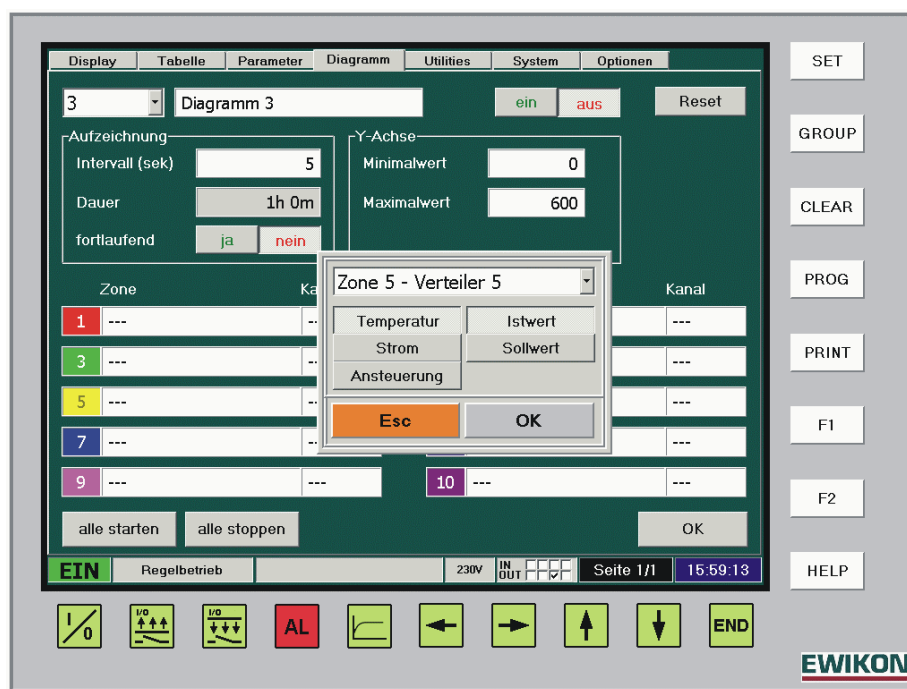 Display Tabelle Parameter Diagramm Utilities System Optionen
SET
3 Diagramm 3 ein aus Reset
Aufzeichnung Y-Achse
GROUP
Intervall (sek) 5 Minimalwert 0
Dauer 1h 0m Maximalwert 600
CLEAR
fortlaufend ja nein
Zone 5 - Verteiler 5
PROG
Zone Kanal
1 --- Temperatur Istwert ---
Strom Sollwert
PRINT
3 --- ---
Ansteuerung
5 --- ---
Esc OK
F1
7 --- ---
9 --- --- 10 --- ---
F2
alle starten alle stoppen OK
EIN Regelbetrieb 230V IN OUT Seite 1/1 15:59:13
HELP
I/0 I/0 I/0 AL END
EWIKON